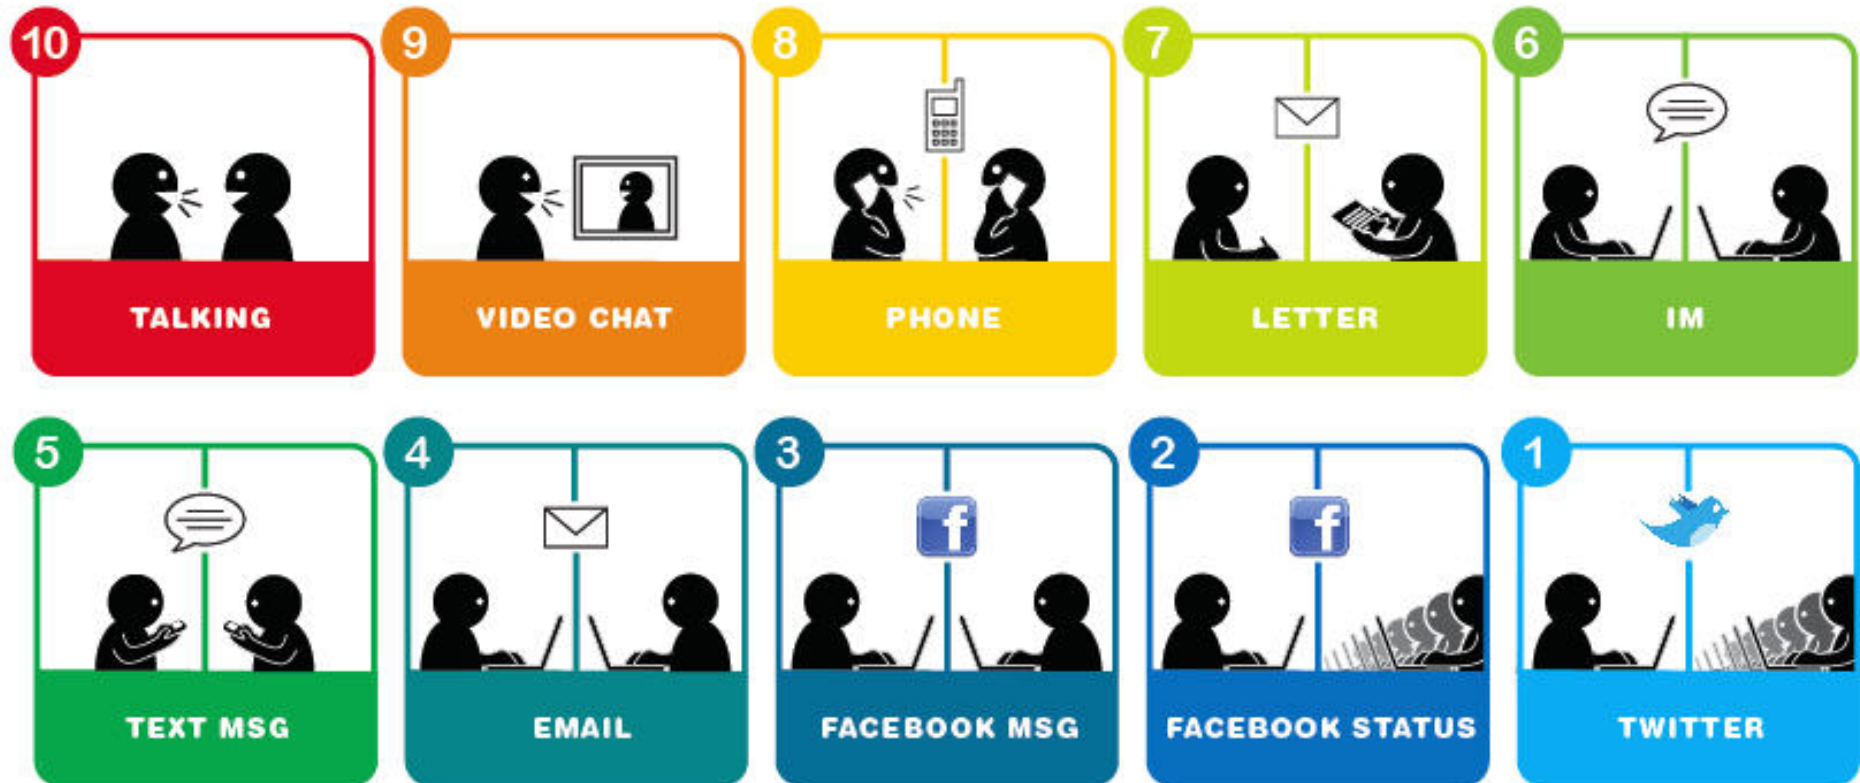 10
TALKING
9
VIDEO CHAT
8
PHONE
7
LETTER
6
IM
5
TEXT MSG
4
EMAIL
3
f
FACEBOOK MSG
2
f
FACEBOOK STATUS
1
TWITTER